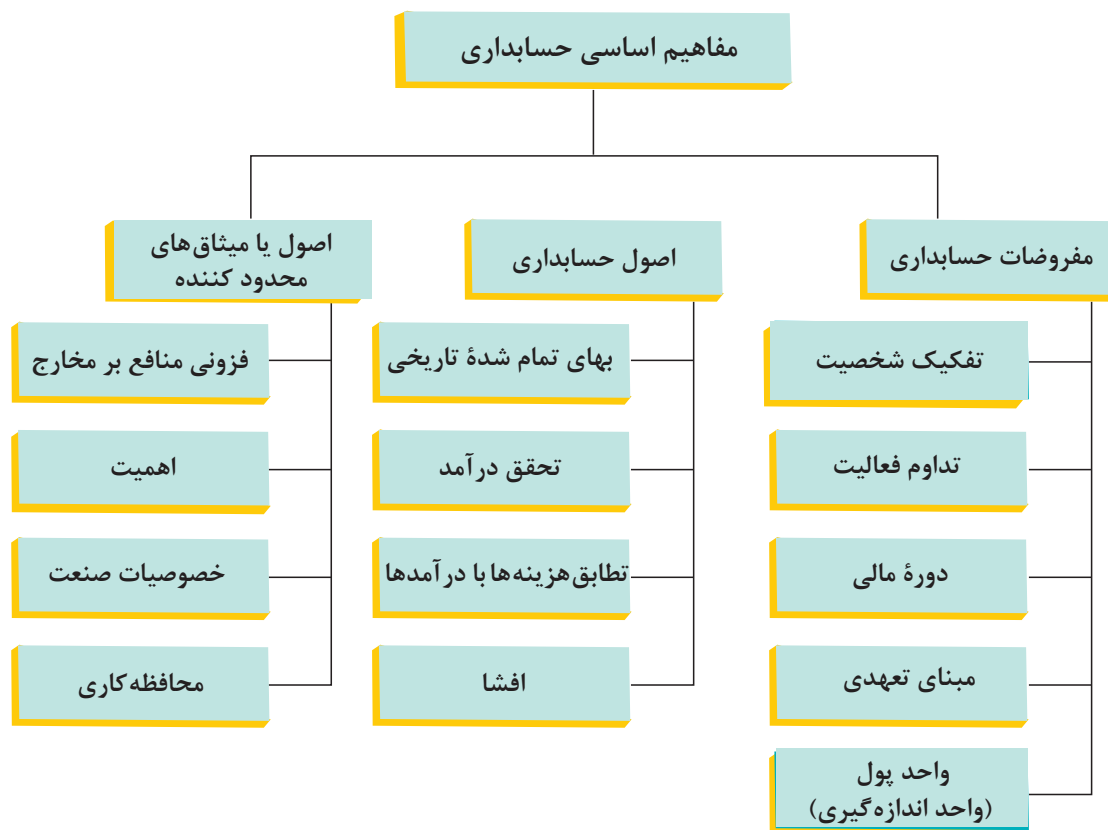 مفاهیم اساسی حسابداری
مفروضات حسابداری
تفکیک شخصیت
تداوم فعالیت
دورهٔ مالی
مبنای تعهدی
واحد پول
(واحد اندازه‌گیری)
اصول حسابداری
بهای تمام شدهٔ تاریخی
تحقق درآمد
تطابق هزینه‌ها با درآمدها
افشا
اصول یا میثاق‌های
محدود کننده
فزونی منافع بر مخارج
اهمیت
خصوصیات صنعت
محافظه‌کاری